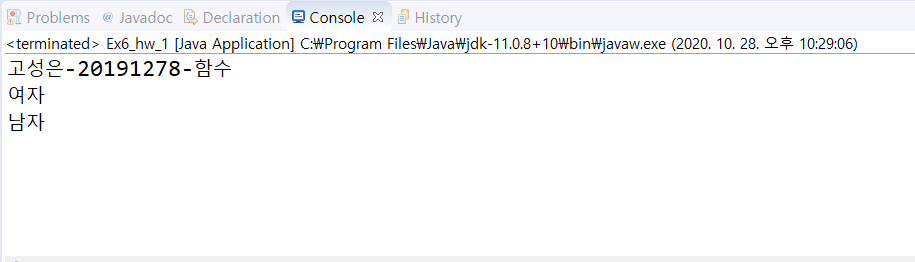 Problems @ Javadoc Declaration Console History
<terminated> Ex6_hw_1 [Java Application] C:₩Program Files₩Java₩jdk-11.0.8+10₩bin₩javaw.exe (2020. 10. 28. 오후 10:29:06)
고성은-20191278-함수
여자
남자